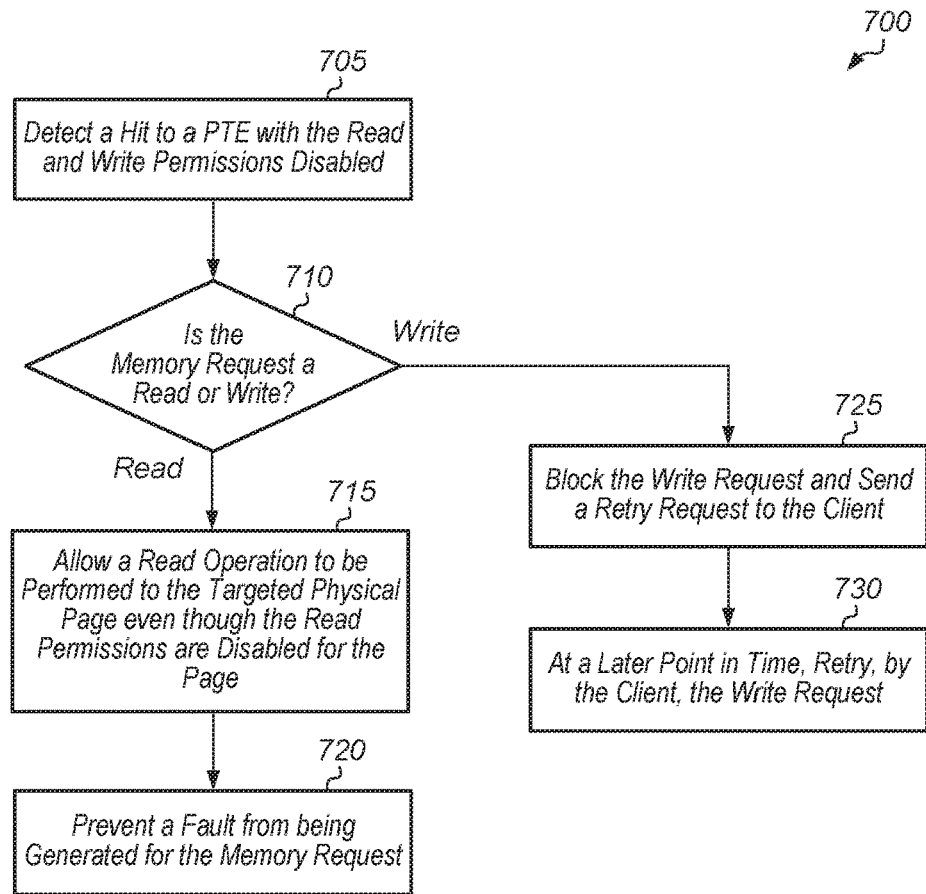 700
705
Detect a Hit to a PTE with the Read
and Write Permissions Disabled
710
Is the
Memory Request a
Read or Write?
Write
Read
715
Allow a Read Operation to be
Performed to the Targeted Physical
Page even though the Read
Permissions are Disabled for the
Page
720
Prevent a Fault from being
Generated for the Memory Request
725
Block the Write Request and Send
a Retry Request to the Client
730
At a Later Point in Time, Retry, by
the Client, the Write Request